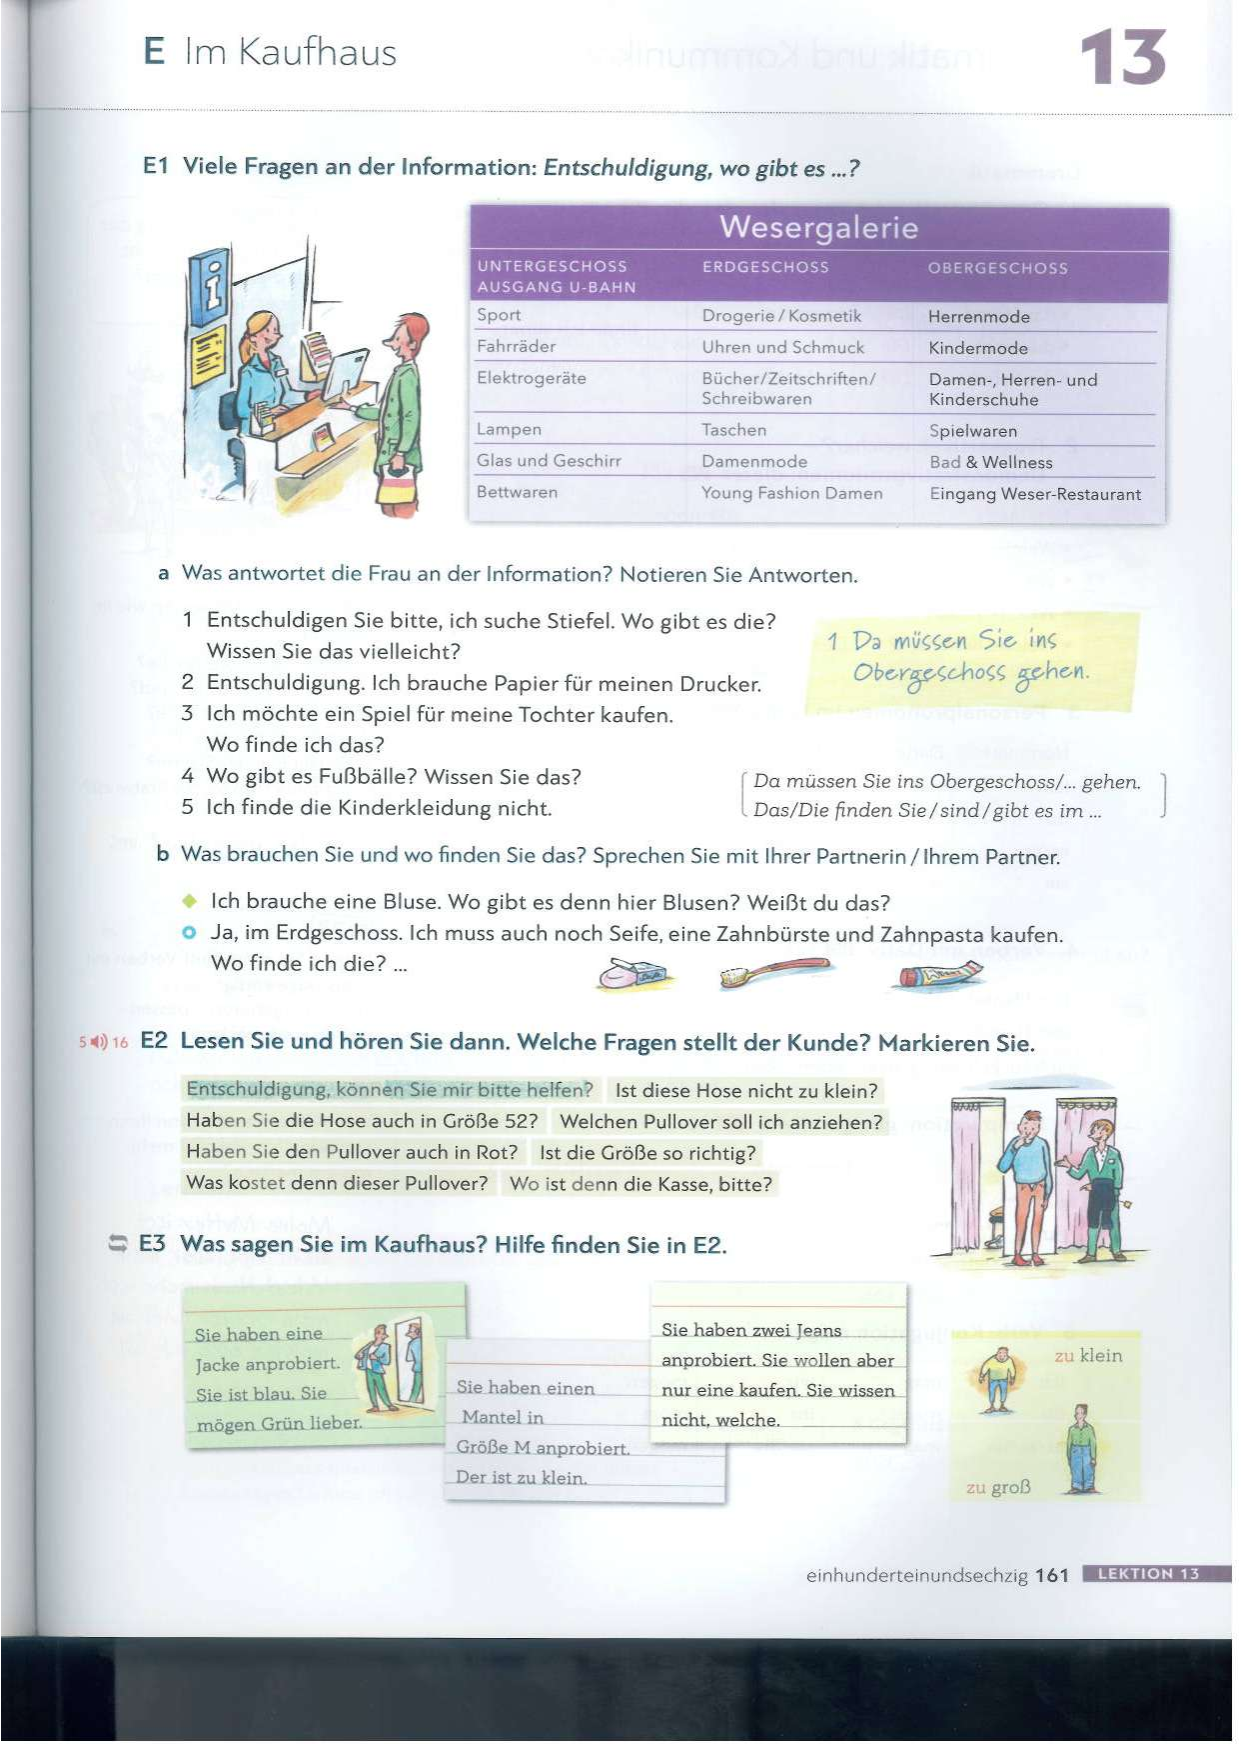 E Im Kaufhaus
13
E1 Viele Fragen an der Information: Entschuldigung, wo gibt es ...?
Wesergalerie
UNTERGESCHOSS ERDGESCHOSS OBERGESCHOSS
AUSGANG U-BAHN
Sport Drogerie / Kosmetik Herrenmode
Fahrräder Uhren und Schmuck Kindermode
Elektrogeräte Bücher/Zeitschriften/ Damen-, Herren- und
Schreibwaren Kinderschuhe
Lampen Taschen Spielwaren
Glas und Geschirr Damenmode Bad & Wellness
Bettwaren Young Fashion Damen Eingang Weser-Restaurant
i
a Was antwortet die Frau an der Information? Notieren Sie Antworten.
1 Entschuldigen Sie bitte, ich suche Stiefel. Wo gibt es die?
Wissen Sie das vielleicht?
2 Entschuldigung. Ich brauche Papier für meinen Drucker.
3 Ich möchte ein Spiel für meine Tochter kaufen.
Wo finde ich das?
4 Wo gibt es Fußbälle? Wissen Sie das?
5 Ich finde die Kinderkleidung nicht.
1 Da müssen Sie ins
Obergeschoss gehen.
Da müssen Sie ins Obergeschoss/... gehen.
Das/Die finden Sie / sind / gibt es im ...
b Was brauchen Sie und wo finden Sie das? Sprechen Sie mit Ihrer Partnerin / Ihrem Partner.
Ich brauche eine Bluse. Wo gibt es denn hier Blusen? Weißt du das?
Ja, im Erdgeschoss. Ich muss auch noch Seife, eine Zahnbürste und Zahnpasta kaufen.
Wo finde ich die? ...
5 16 E2 Lesen Sie und hören Sie dann. Welche Fragen stellt der Kunde? Markieren Sie.
Entschuldigung, können Sie mir bitte helfen? Ist diese Hose nicht zu klein?
Haben Sie die Hose auch in Größe 52? Welchen Pullover soll ich anziehen?
Haben Sie den Pullover auch in Rot? Ist die Größe so richtig?
Was kostet denn dieser Pullover? Wo ist denn die Kasse, bitte?
E3 Was sagen Sie im Kaufhaus? Hilfe finden Sie in E2.
Sie haben eine
Jacke anprobiert.
Sie ist blau. Sie
mögen Grün lieber.
Sie haben einen
Mantel in
Größe M anprobiert.
Der ist zu klein.
Sie haben zwei Jeans
anprobiert. Sie wollen aber
nur eine kaufen. Sie wissen
nicht, welche.
zu klein
zu groß
einhunderteinundsechzig 161 LEKTION 13